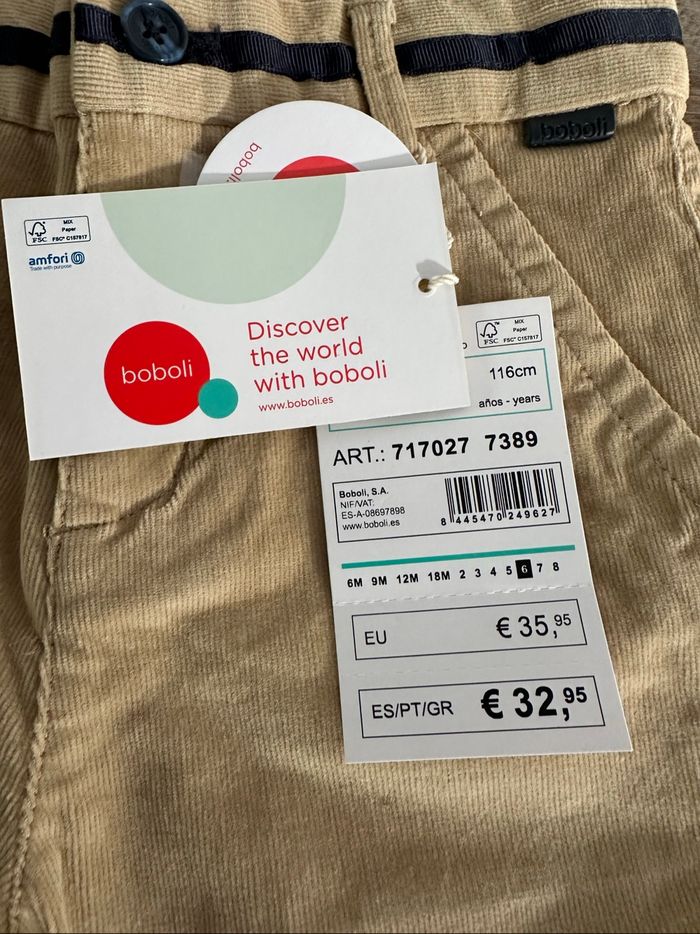 boboli
boboli
FSC
MIX
Paper
FSC® C157817
amfori
Trade with purpose
boboli
Discover
the world
with boboli
www.boboli.es
FSC™
MIX
Paper
FSC® C157817
116cm
años - years
ART.: 717027 7389
Boboli, S.A.
NIF/VAT:
ES-A-08697898
www.boboli.es
8 445470 249627
6M 9M 12M 18M 2 3 4 5 6 7 8
EU € 35,95
ES/PT/GR € 32,95